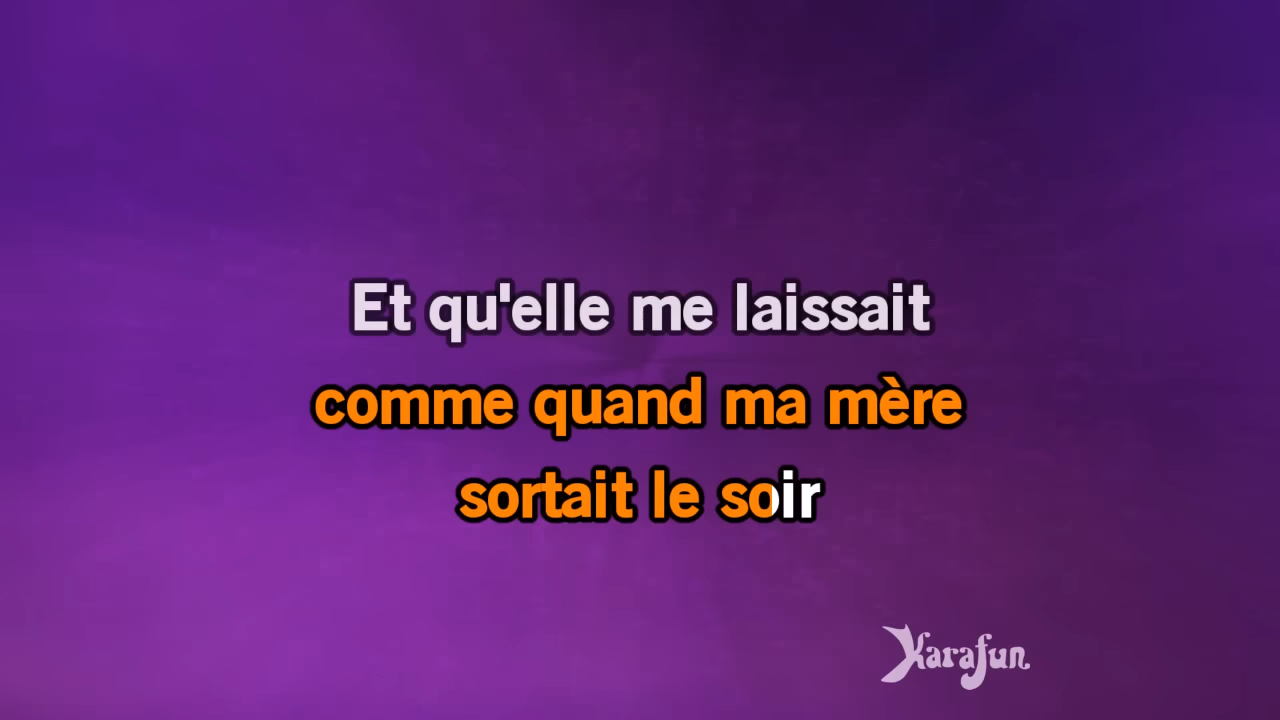 Et qu'elle me laissait
comme quand ma mère
sortait le soir
Karafun